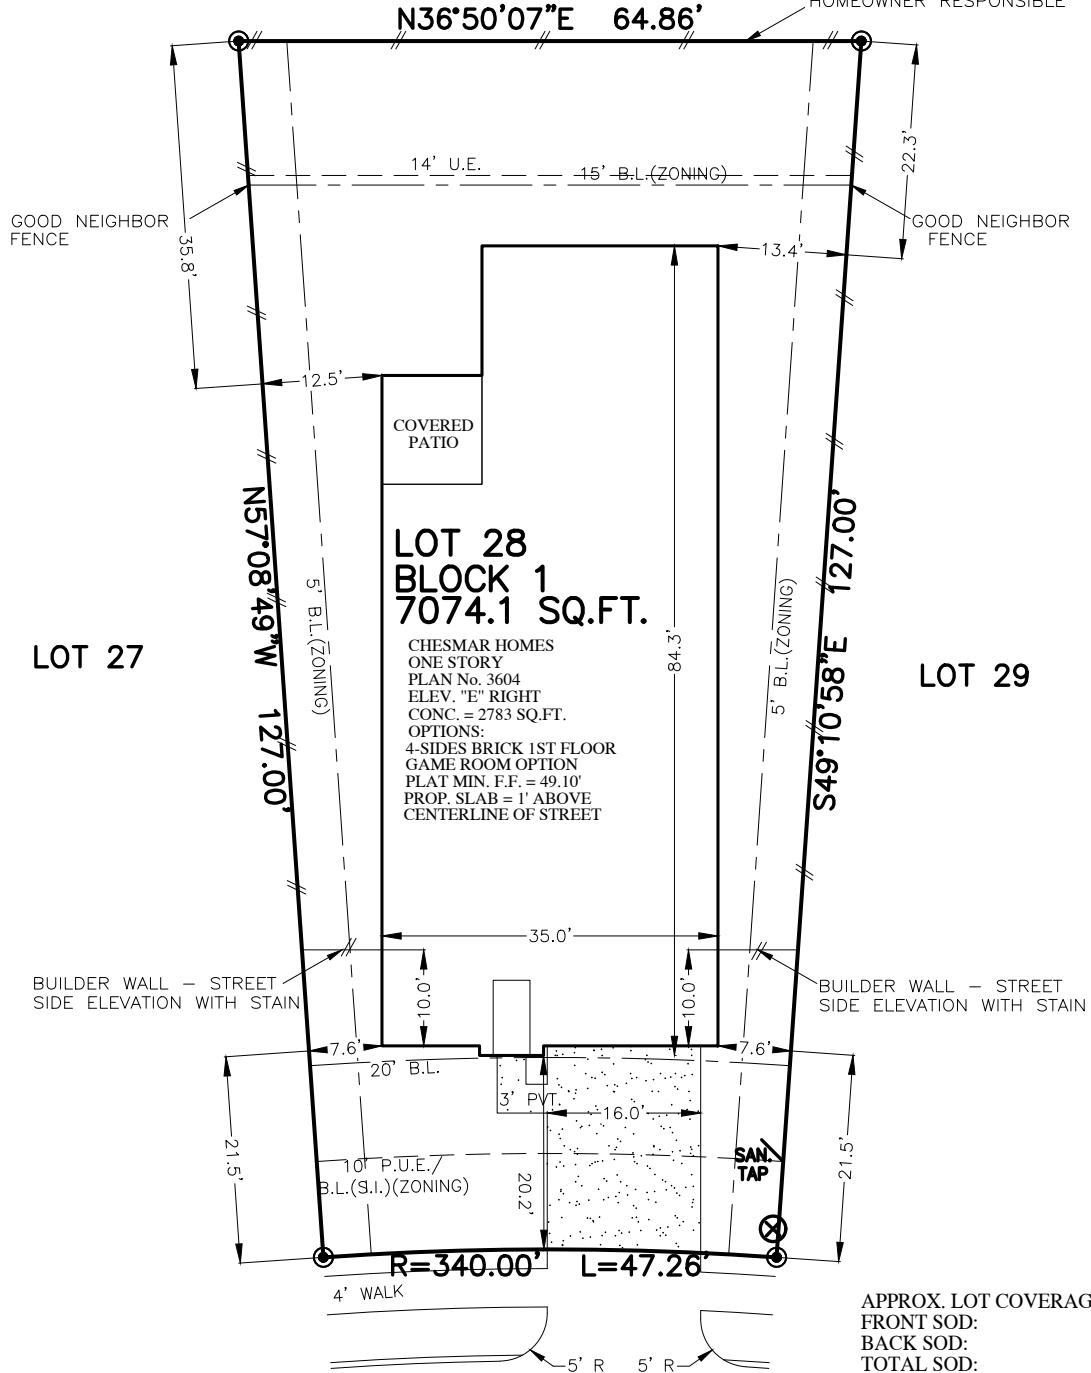 HOMEOWNER RESPONSIBLE
N36°50'07"E 64.86'
22.3'
14' U.E.
15' B.L.(ZONING)
GOOD NEIGHBOR
FENCE
GOOD NEIGHBOR
FENCE
35.8'
13.4'
12.5'
COVERED
PATIO
N57°08'49"W 127.00'
S49°10'58"E 127.00'
LOT 28
BLOCK 1
7074.1 SQ.FT.
5' B.L.(ZONING)
5' B.L.(ZONING)
84.3'
LOT 27
LOT 29
CHESMAR HOMES
ONE STORY
PLAN No. 3604
ELEV. "E" RIGHT
CONC. = 2783 SQ.FT.
OPTIONS:
4-SIDES BRICK 1ST FLOOR
GAME ROOM OPTION
PLAT MIN. F.F. = 49.10'
PROP. SLAB = 1' ABOVE
CENTERLINE OF STREET
35.0'
BUILDER WALL – STREET
SIDE ELEVATION WITH STAIN
10.0'
10.0'
BUILDER WALL – STREET
SIDE ELEVATION WITH STAIN
7.6'
7.6'
20' B.L.
3' PVT.
16.0'
21.5'
21.5'
SAN.
TAP
10' P.U.E./
B.L.(S.I.)(ZONING)
20.2'
R=340.00' L=47.26'
4' WALK
5' R
5' R
APPROX. LOT COVERAG
FRONT SOD:
BACK SOD:
TOTAL SOD: